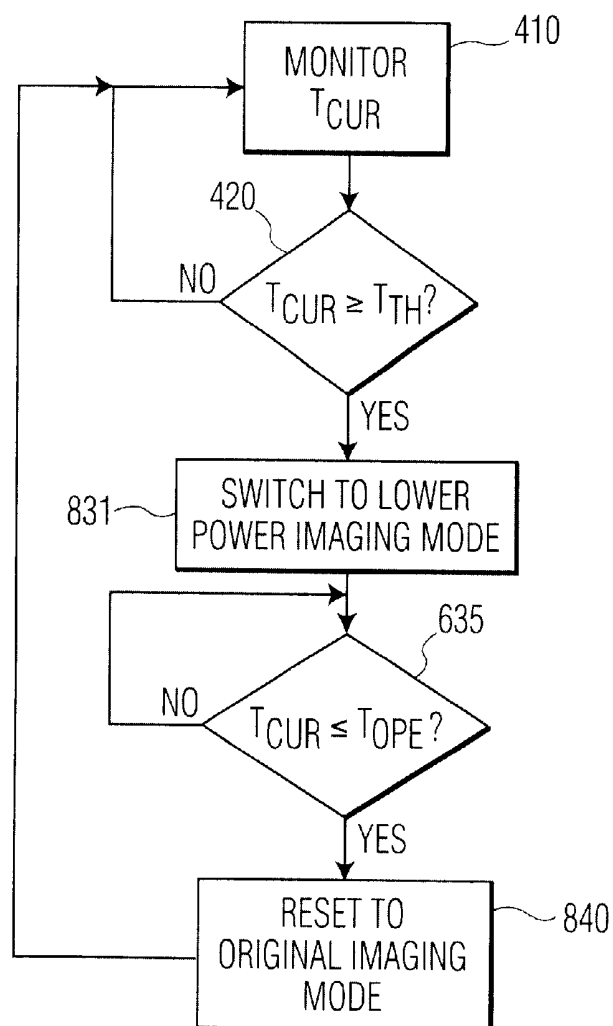 410
MONITOR
TCUR
420
NO
TCUR ≥ TTH?
YES
831
SWITCH TO LOWER
POWER IMAGING MODE
635
NO
TCUR ≤ TOPE?
YES
RESET TO
ORIGINAL IMAGING
MODE
840